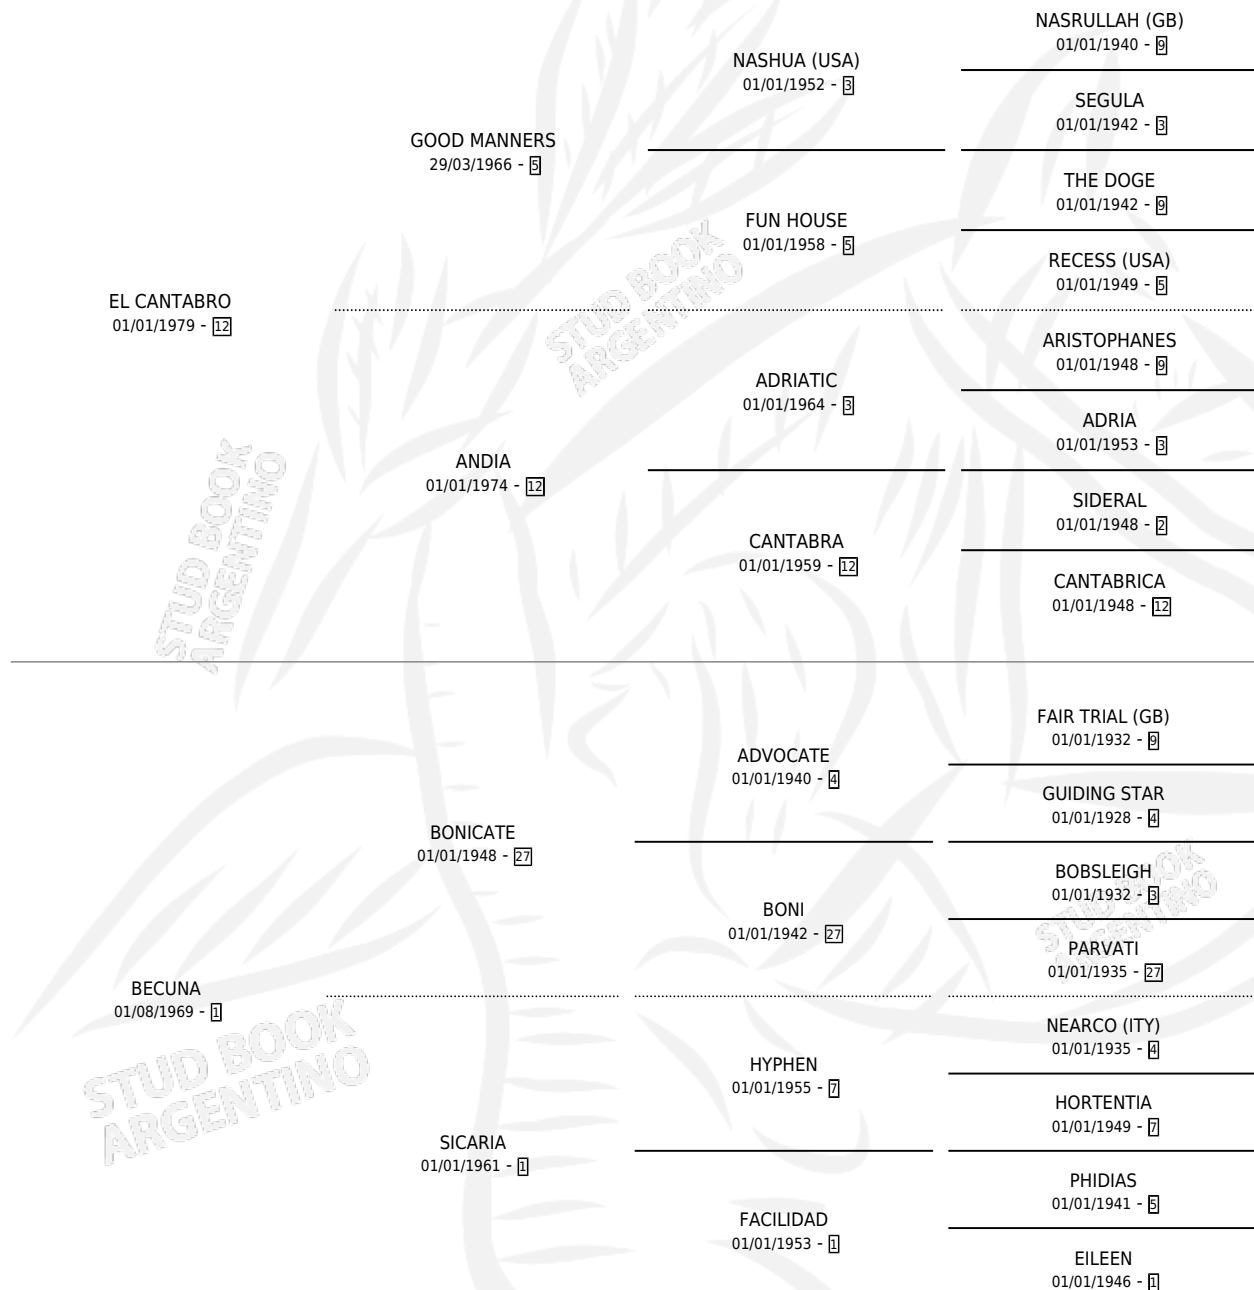 NASRULLAH (GB)
01/01/1940 - 9
NASHUA (USA)
01/01/1952 - 3
SEGULA
01/01/1942 - 3
GOOD MANNERS
29/03/1966 - 5
THE DOGE
01/01/1942 - 9
FUN HOUSE
01/01/1958 - 5
RECESS (USA)
01/01/1949 - 5
EL CANTABRO
01/01/1979 - 12
ARISTOPHANES
01/01/1948 - 9
ADRIATIC
01/01/1964 - 3
ADRIA
01/01/1953 - 3
ANDIA
01/01/1974 - 12
SIDERAL
01/01/1948 - 2
CANTABRA
01/01/1959 - 12
CANTABRICA
01/01/1948 - 12
FAIR TRIAL (GB)
01/01/1932 - 9
ADVOCATE
01/01/1940 - 4
GUIDING STAR
01/01/1928 - 4
BONICATE
01/01/1948 - 27
BOBSLEIGH
01/01/1932 - 3
BONI
01/01/1942 - 27
PARVATI
01/01/1935 - 27
BECUNA
01/08/1969 - 1
NEARCO (ITY)
01/01/1935 - 4
HYPHEN
01/01/1955 - 7
HORTENTIA
01/01/1949 - 7
SICARIA
01/01/1961 - 1
PHIDIAS
01/01/1941 - 5
FACILIDAD
01/01/1953 - 1
EILEEN
01/01/1946 - 1
STUD BOOK
ARGENTINO
STUD BOOK
ARGENTINO
STUD BOOK
ARGENTINO
STUD BOOK
ARGENTINO